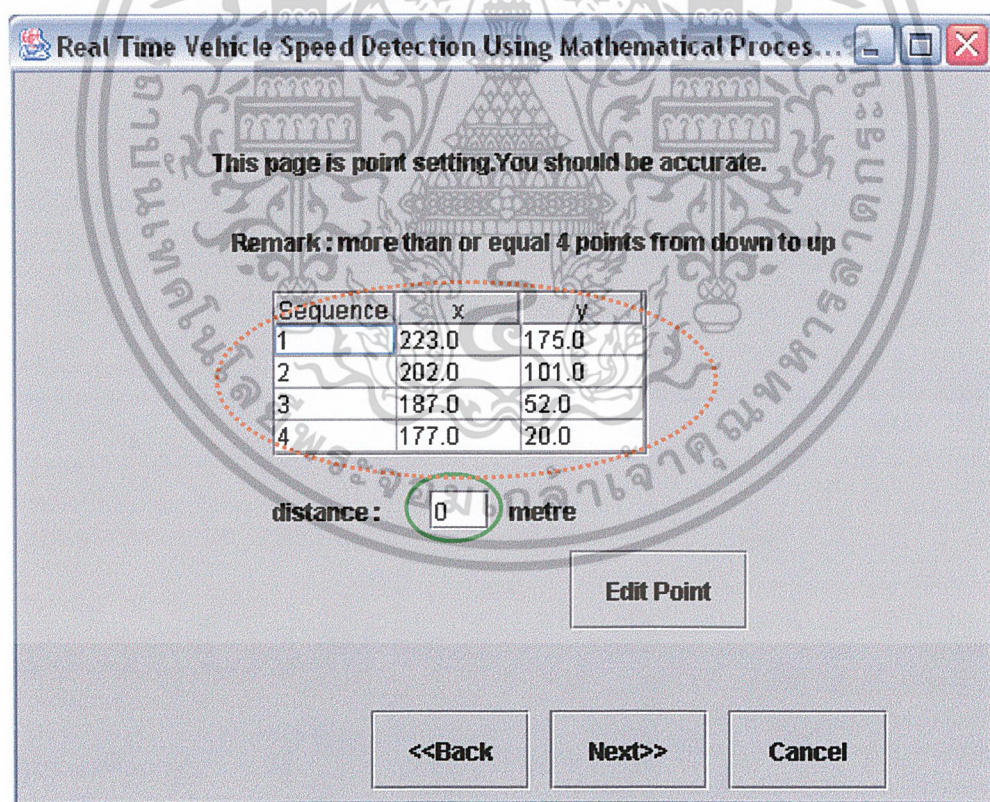 Real Time Vehicle Speed Detection Using Mathematical Proces...
This page is point setting.You should be accurate.
Remark : more than or equal 4 points from down to up
Sequence x y
1 223.0 175.0
2 202.0 101.0
3 187.0 52.0
4 177.0 20.0
distance : 0 metre
Edit Point
<<Back Next>> Cancel